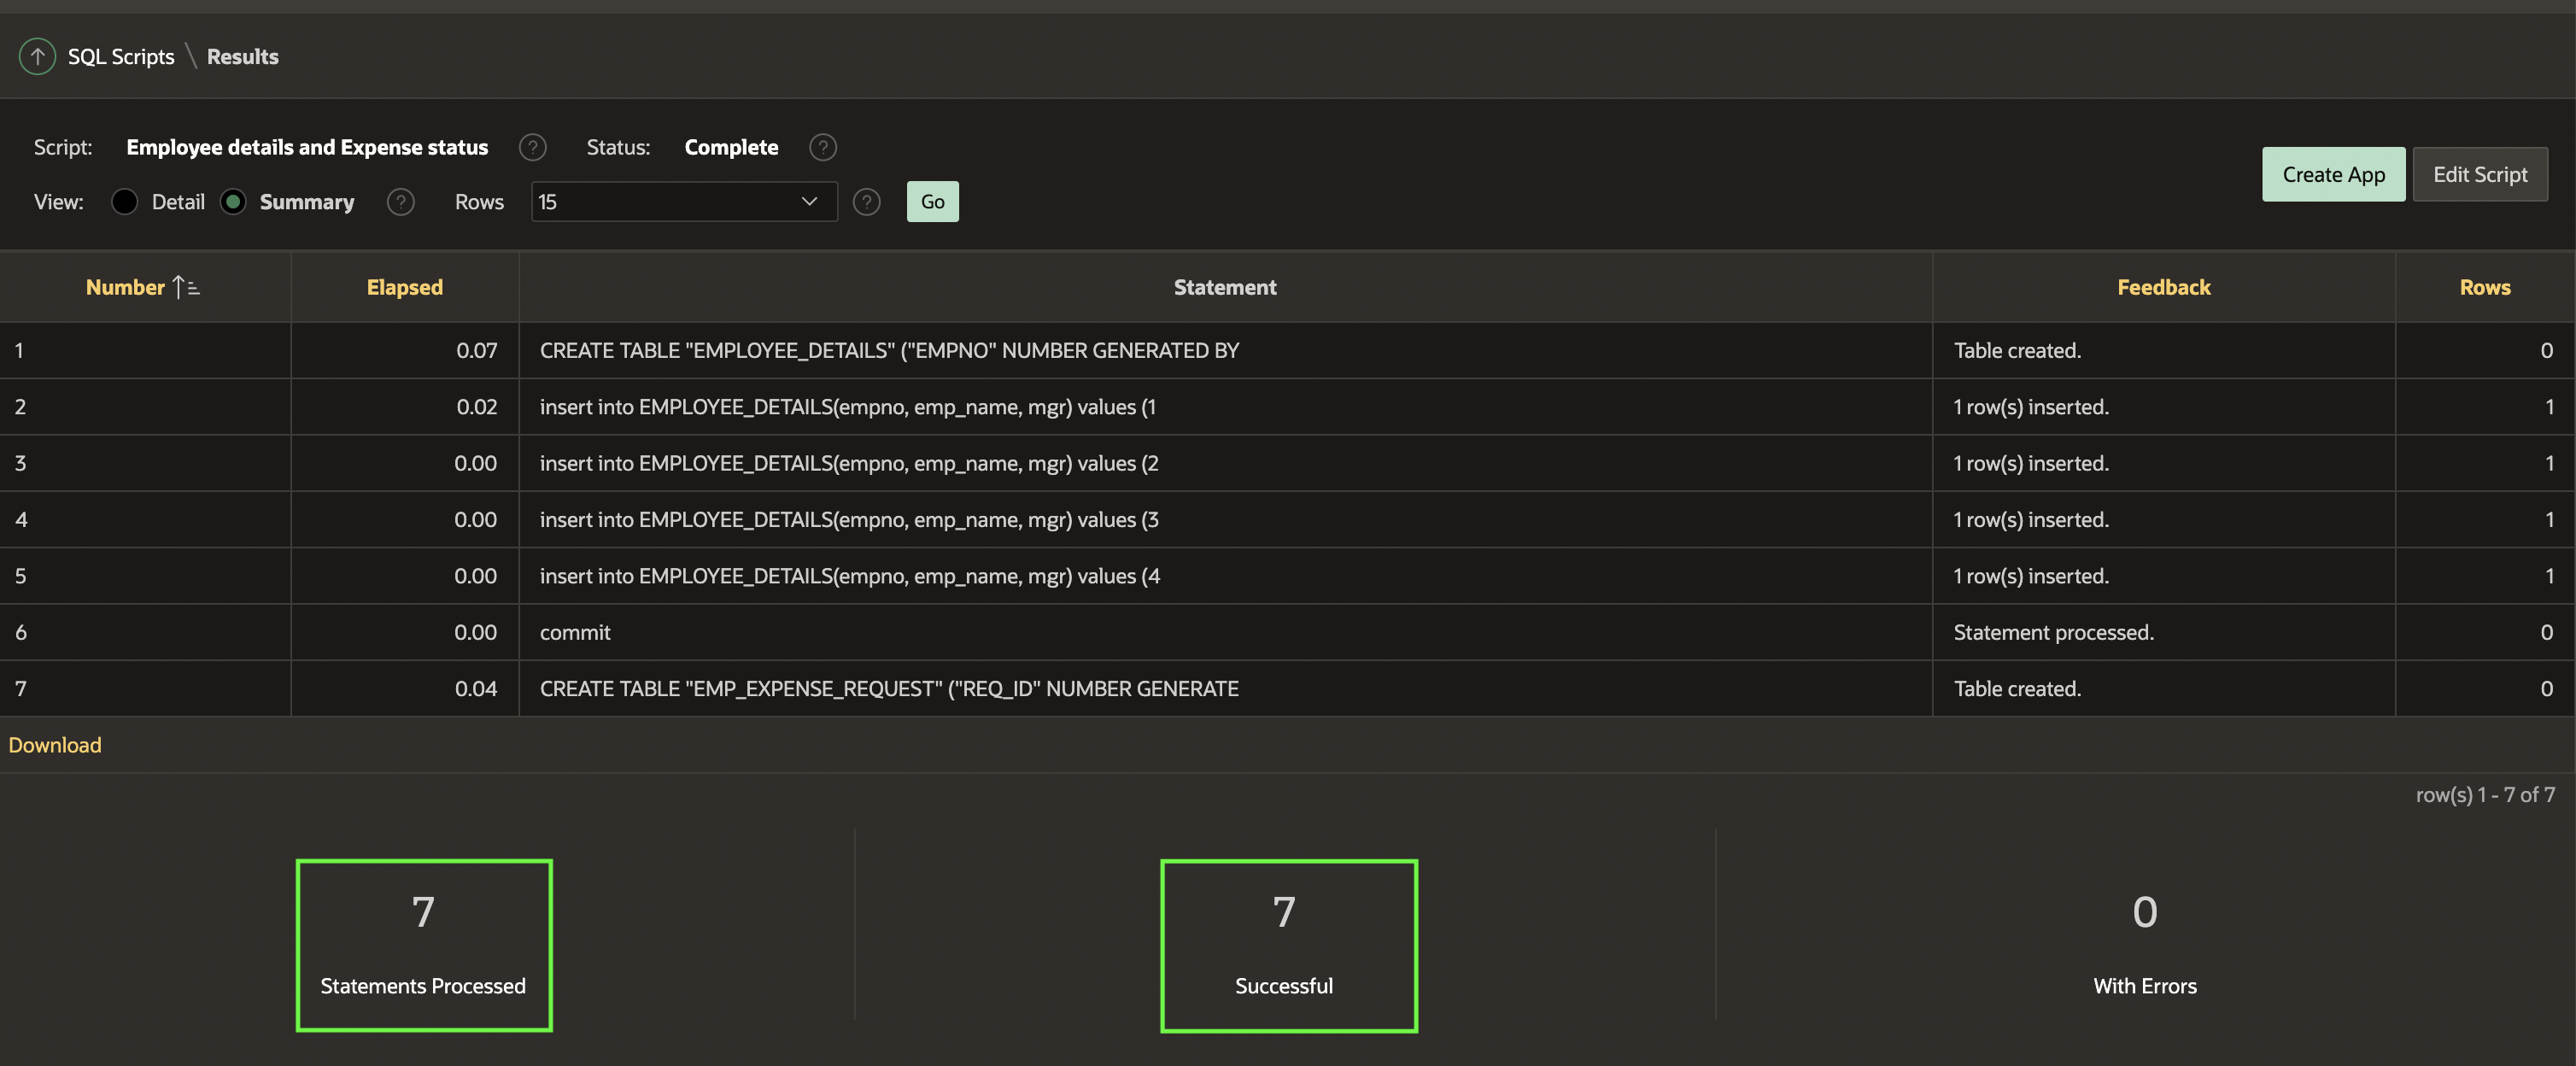 SQL Scripts \ Results
Script: Employee details and Expense status ? Status: Complete ?
Create App Edit Script
View: Detail Summary ? Rows 15 ? Go
Number Elapsed Statement Feedback Rows
1 0.07 CREATE TABLE "EMPLOYEE_DETAILS" ("EMPNO" NUMBER GENERATED BY Table created. 0
2 0.02 insert into EMPLOYEE_DETAILS(empno, emp_name, mgr) values (1 1 row(s) inserted. 1
3 0.00 insert into EMPLOYEE_DETAILS(empno, emp_name, mgr) values (2 1 row(s) inserted. 1
4 0.00 insert into EMPLOYEE_DETAILS(empno, emp_name, mgr) values (3 1 row(s) inserted. 1
5 0.00 insert into EMPLOYEE_DETAILS(empno, emp_name, mgr) values (4 1 row(s) inserted. 1
6 0.00 commit Statement processed. 0
7 0.04 CREATE TABLE "EMP_EXPENSE_REQUEST" ("REQ_ID" NUMBER GENERATE Table created. 0
Download
row(s) 1 - 7 of 7
7 7 0
Statements Processed Successful With Errors